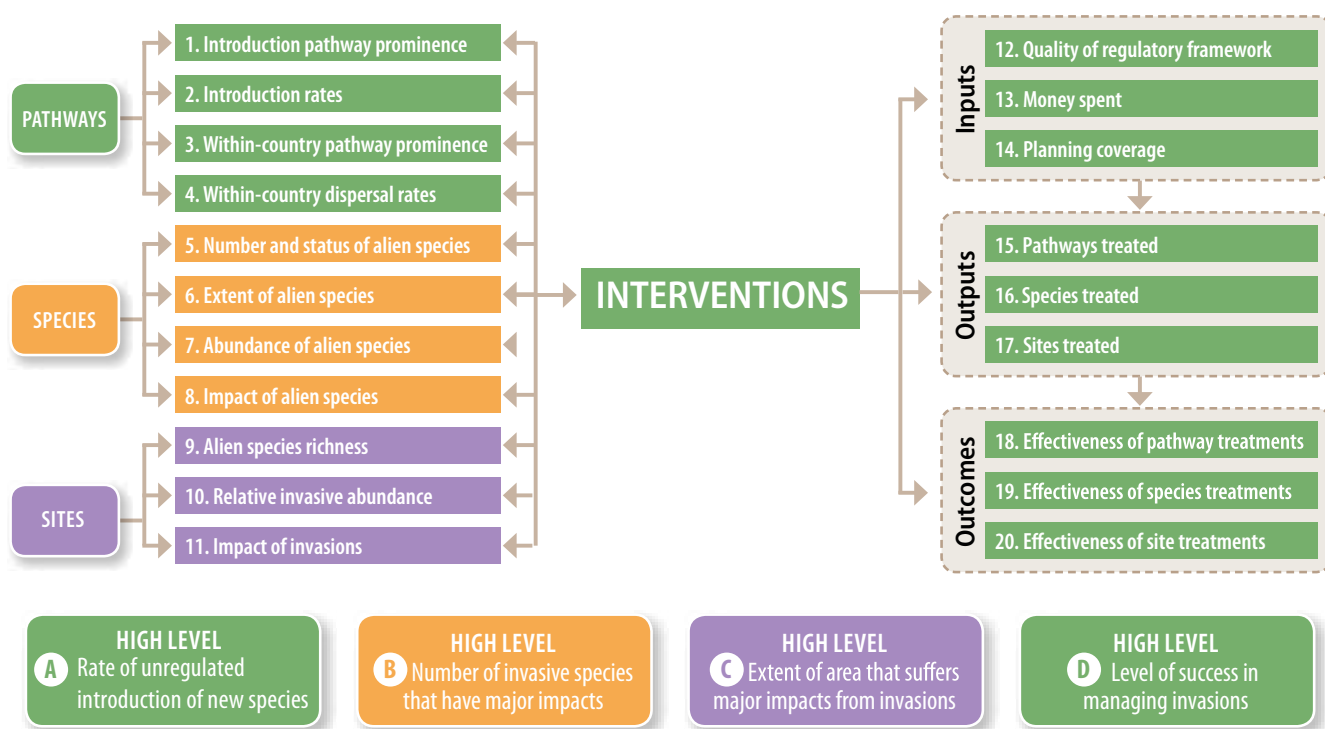 PATHWAYS
1. Introduction pathway prominence
2. Introduction rates
3. Within-country pathway prominence
4. Within-country dispersal rates
SPECIES
5. Number and status of alien species
6. Extent of alien species
7. Abundance of alien species
8. Impact of alien species
SITES
9. Alien species richness
10. Relative invasive abundance
11. Impact of invasions
INTERVENTIONS
Inputs
12. Quality of regulatory framework
13. Money spent
14. Planning coverage
Outputs
15. Pathways treated
16. Species treated
17. Sites treated
Outcomes
18. Effectiveness of pathway treatments
19. Effectiveness of species treatments
20. Effectiveness of site treatments
HIGH LEVEL
A Rate of unregulated
introduction of new species
HIGH LEVEL
B Number of invasive species
that have major impacts
HIGH LEVEL
C Extent of area that suffers
major impacts from invasions
HIGH LEVEL
D Level of success in
managing invasions